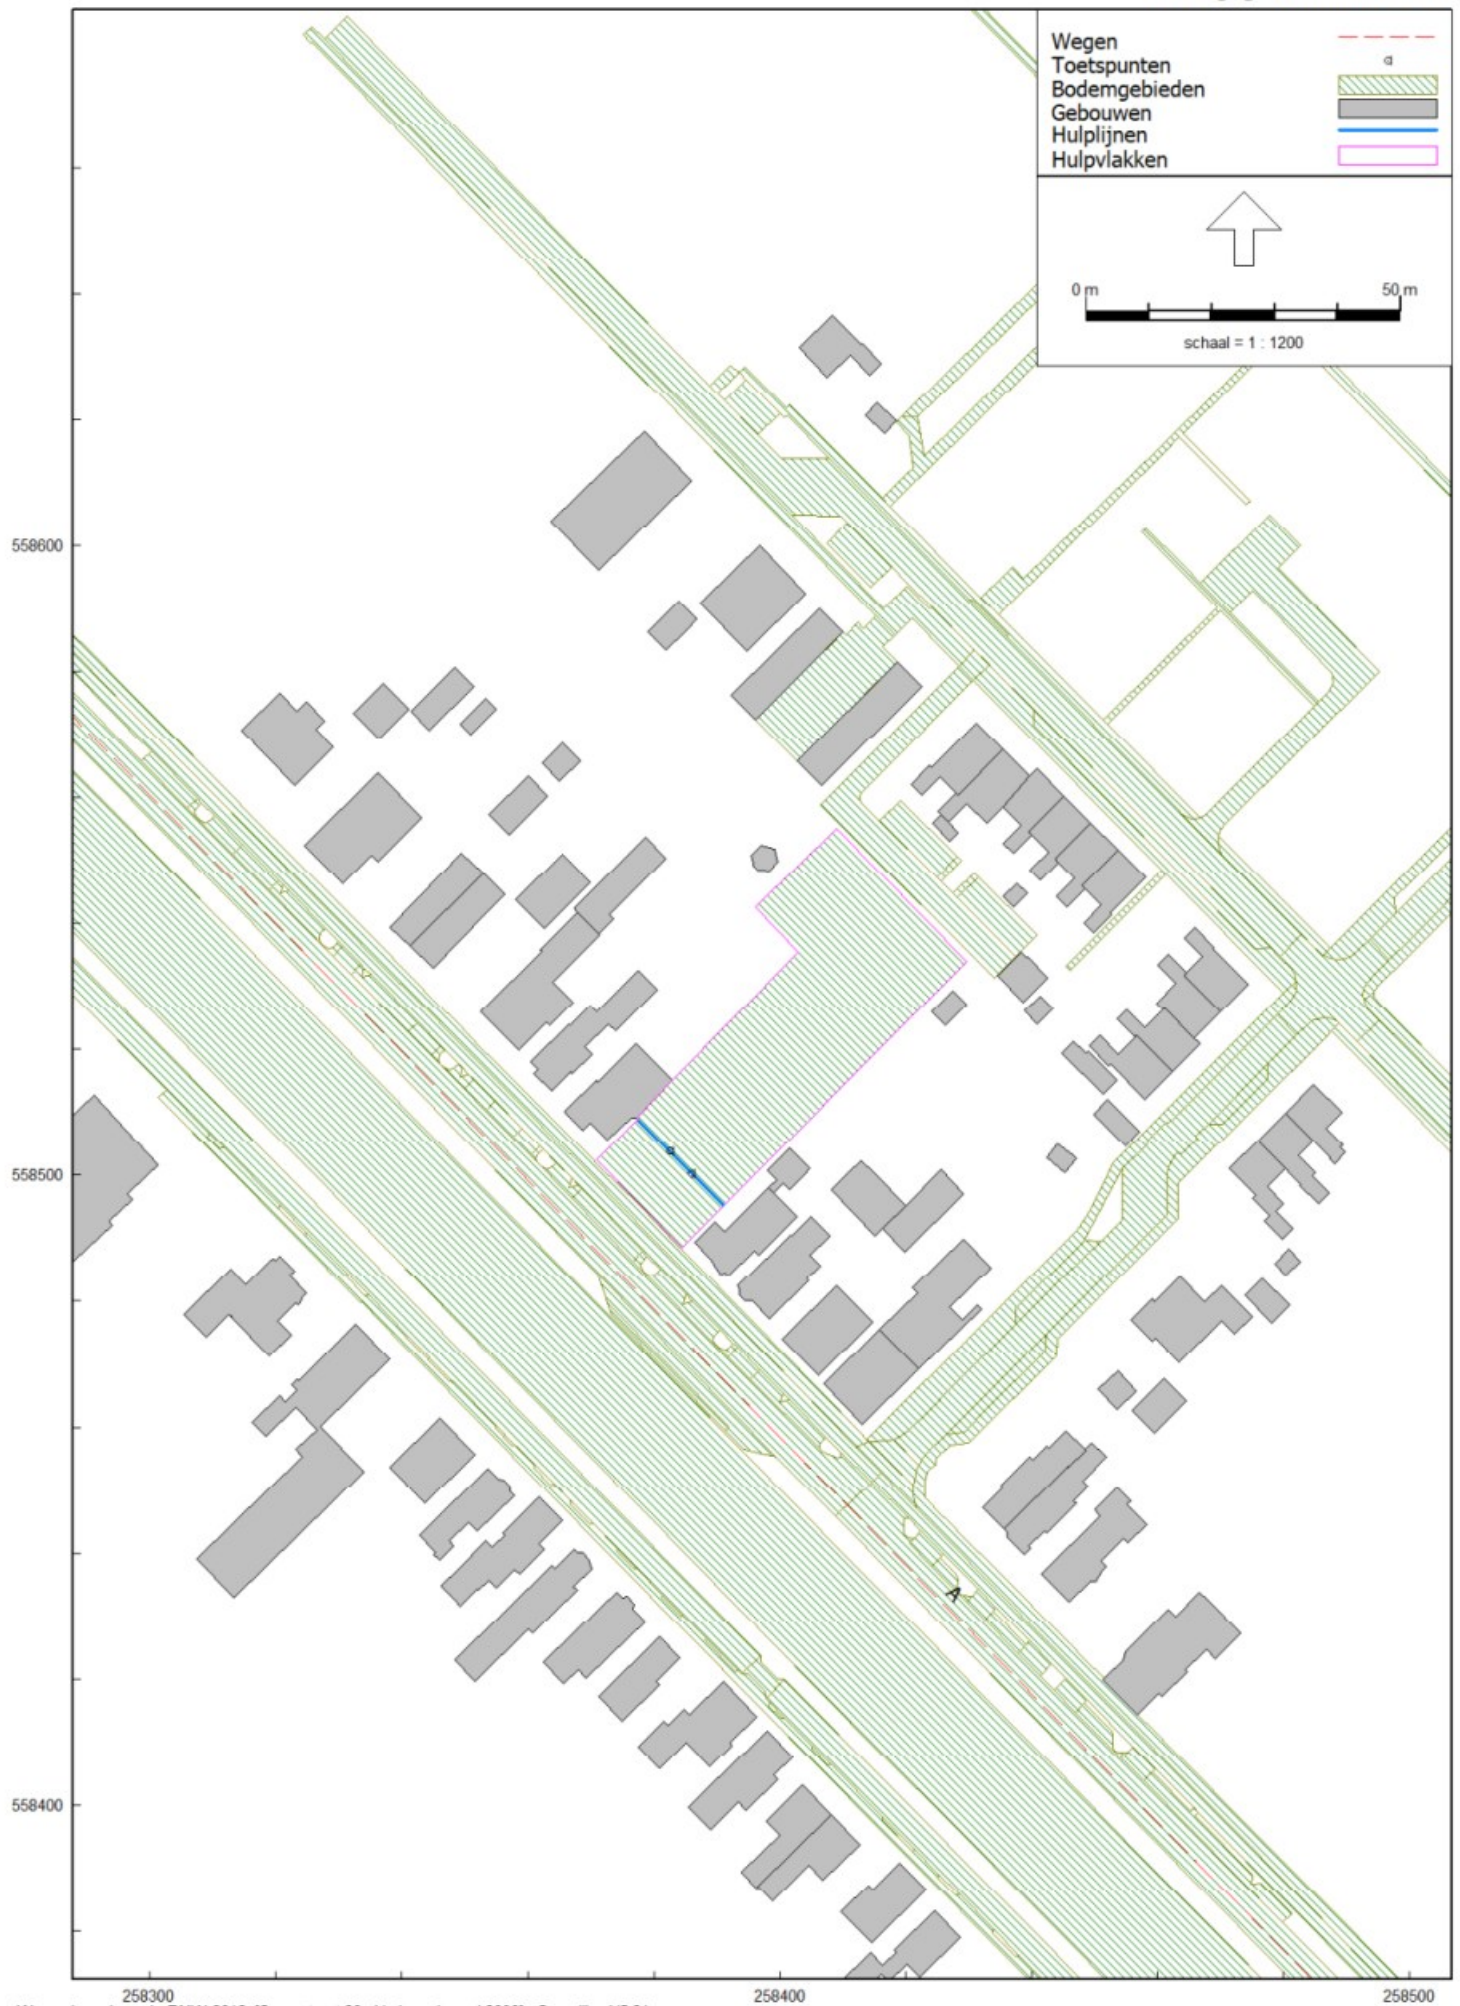 Wegen
Toetspunten
Bodemgebieden
Gebouwen
Hulplijnen
Hulpvlakken
0 m 50 m
schaal = 1 : 1200
558600
558500
A
558400
258300 258400 258500